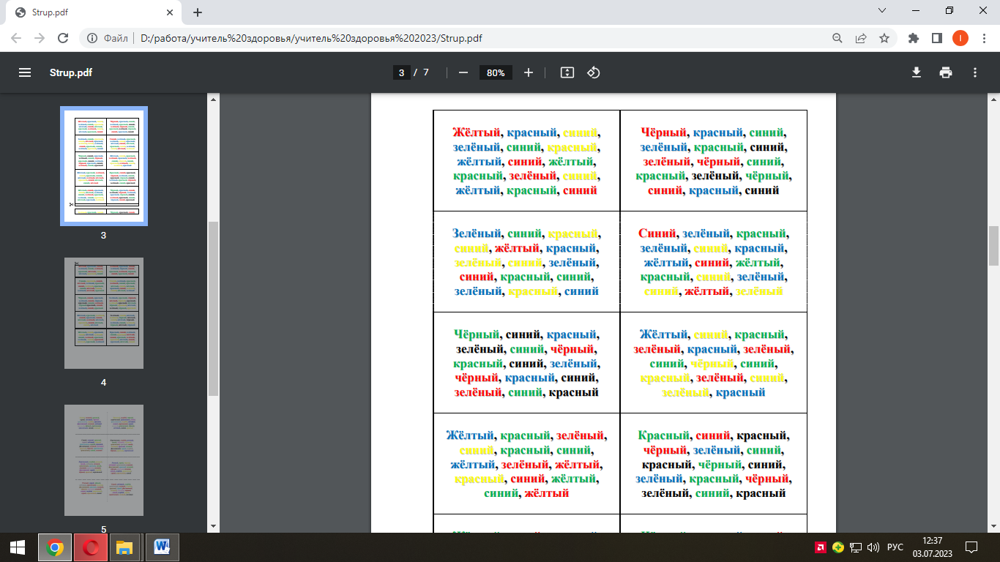 Strup.pdf
Файл
D:/работа/учитель%20здоровья/учитель%20здоровья%202023/Strup.pdf
Strup.pdf
3 / 7
80%
3
4
5
Жёлтый, красный, синий,
зелёный, синий, красный,
жёлтый, синий, жёлтый,
красный, зелёный, синий,
жёлтый, красный, синий
Чёрный, красный, синий,
зелёный, красный, синий,
зелёный, чёрный, синий,
красный, зелёный, чёрный,
синий, красный, синий
Зелёный, синий, красный,
синий, жёлтый, красный,
зелёный, синий, зелёный,
синий, красный, синий,
зелёный, красный, синий
Синий, зелёный, красный,
зелёный, синий, красный,
жёлтый, синий, жёлтый,
красный, синий, зелёный,
синий, жёлтый, зелёный
Чёрный, синий, красный,
зелёный, синий, чёрный,
красный, синий, зелёный,
чёрный, красный, синий,
зелёный, синий, красный
Жёлтый, синий, красный,
зелёный, красный, зелёный,
синий, чёрный, синий,
красный, зелёный, синий,
зелёный, красный
Жёлтый, красный, зелёный,
синий, красный, синий,
жёлтый, зелёный, жёлтый,
красный, синий, жёлтый,
синий, жёлтый
Красный, синий, красный,
чёрный, зелёный, синий,
красный, чёрный, синий,
зелёный, красный, чёрный,
зелёный, синий, красный
РУС
12:37
03.07.2023